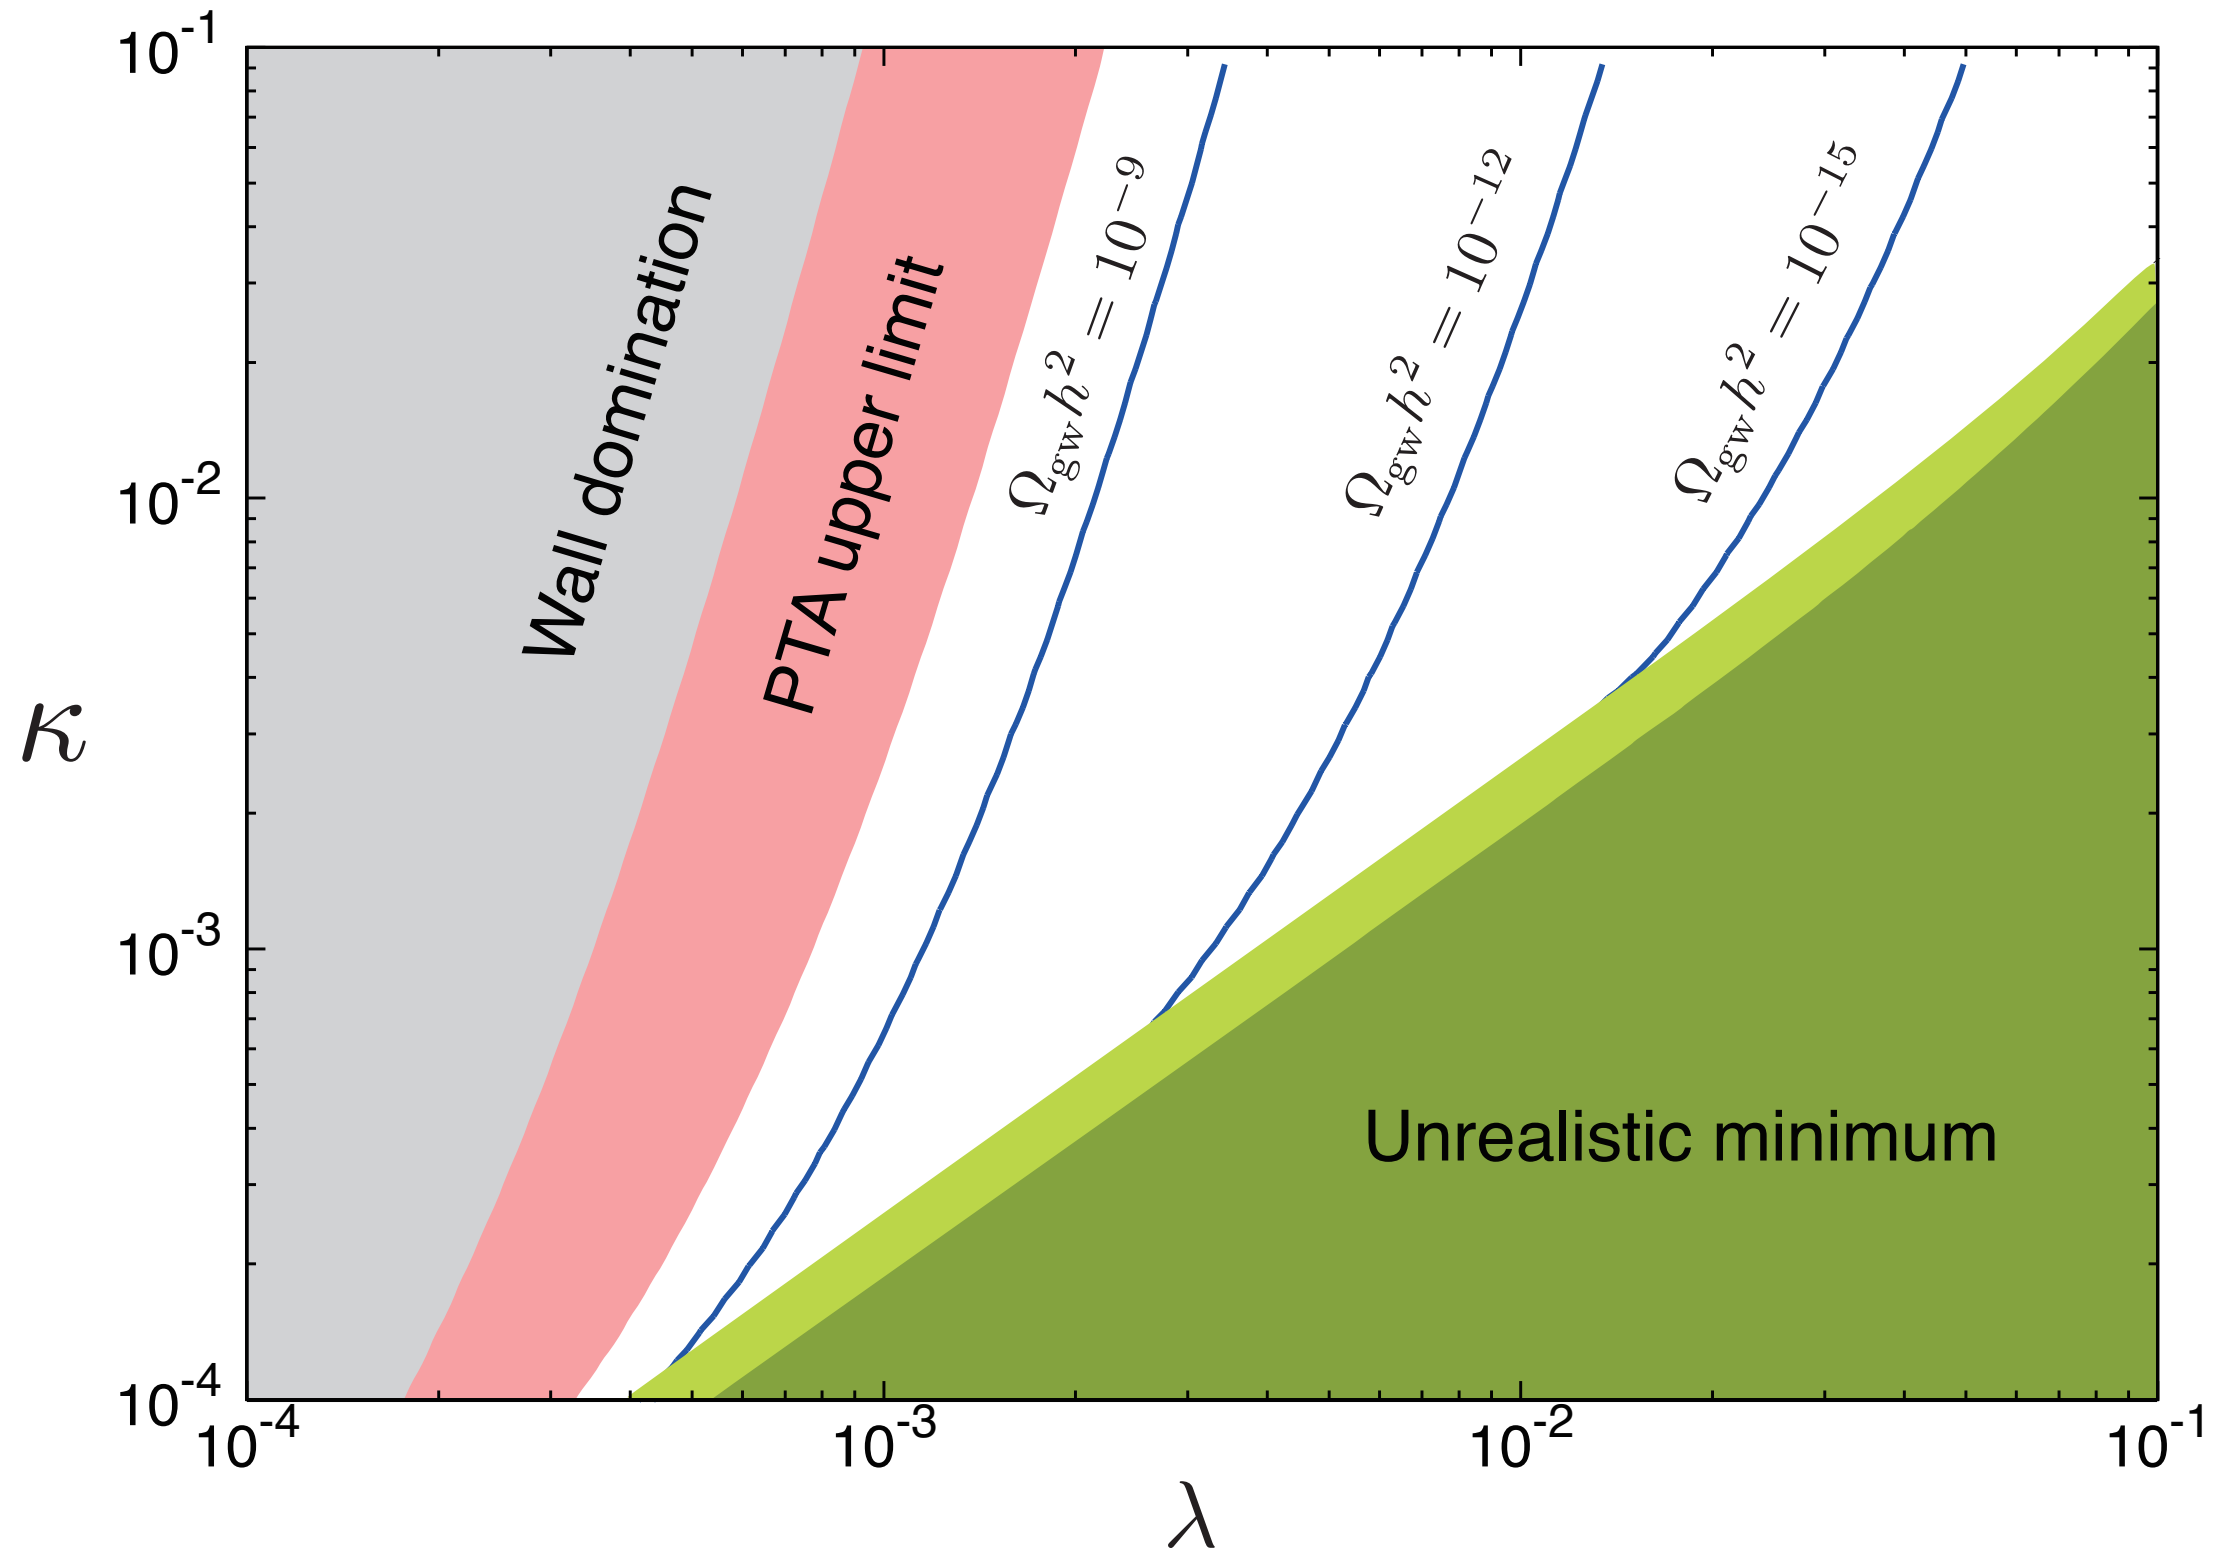 10^-1
10^-2
10^-3
10^-4
κ
Wall domination
PTA upper limit
Ω_gw h^2 = 10^−9
Ω_gw h^2 = 10^−12
Ω_gw h^2 = 10^−15
Unrealistic minimum
10^-4 10^-3 10^-2 10^-1
λ